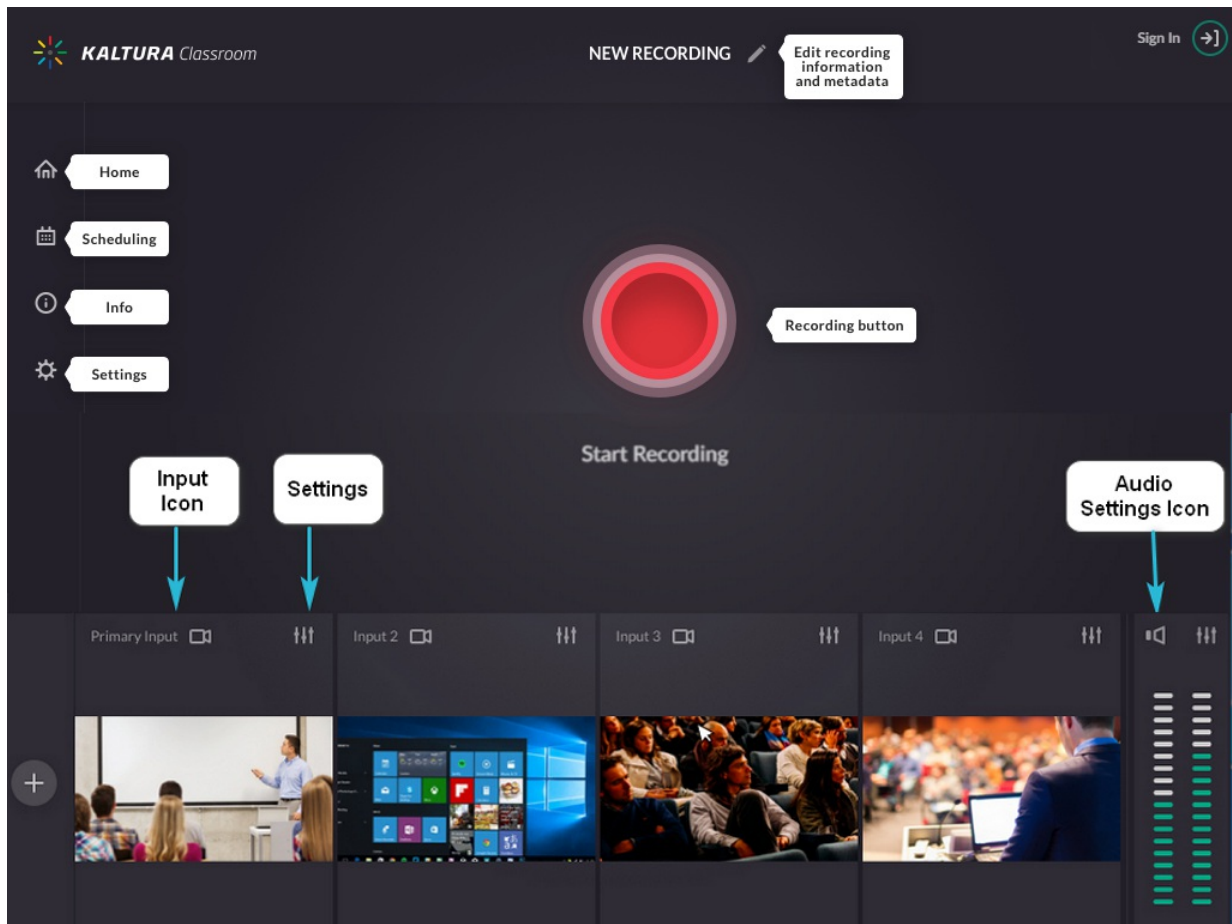 KALTURA Classroom
NEW RECORDING
Edit recording
information
and metadata
Sign In
Home
Scheduling
Info
Settings
Recording button
Start Recording
Input
Icon
Settings
Audio
Settings Icon
Primary Input
Input 2
Input 3
Input 4